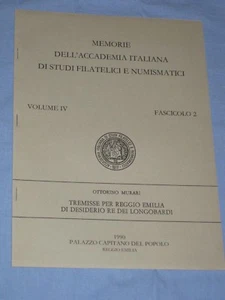 MEMORIE
DELL'ACCADEMIA ITALIANA
DI STUDI FILATELICI E NUMISMATICI
VOLUME IV
FASCICOLO 2
OTTORINO MURARI
TREMISSE PER REGGIO EMILIA
DI DESIDERIO RE DEI LONGOBARDI
1990
PALAZZO CAPITANO DEL POPOLO
REGGIO EMILIA